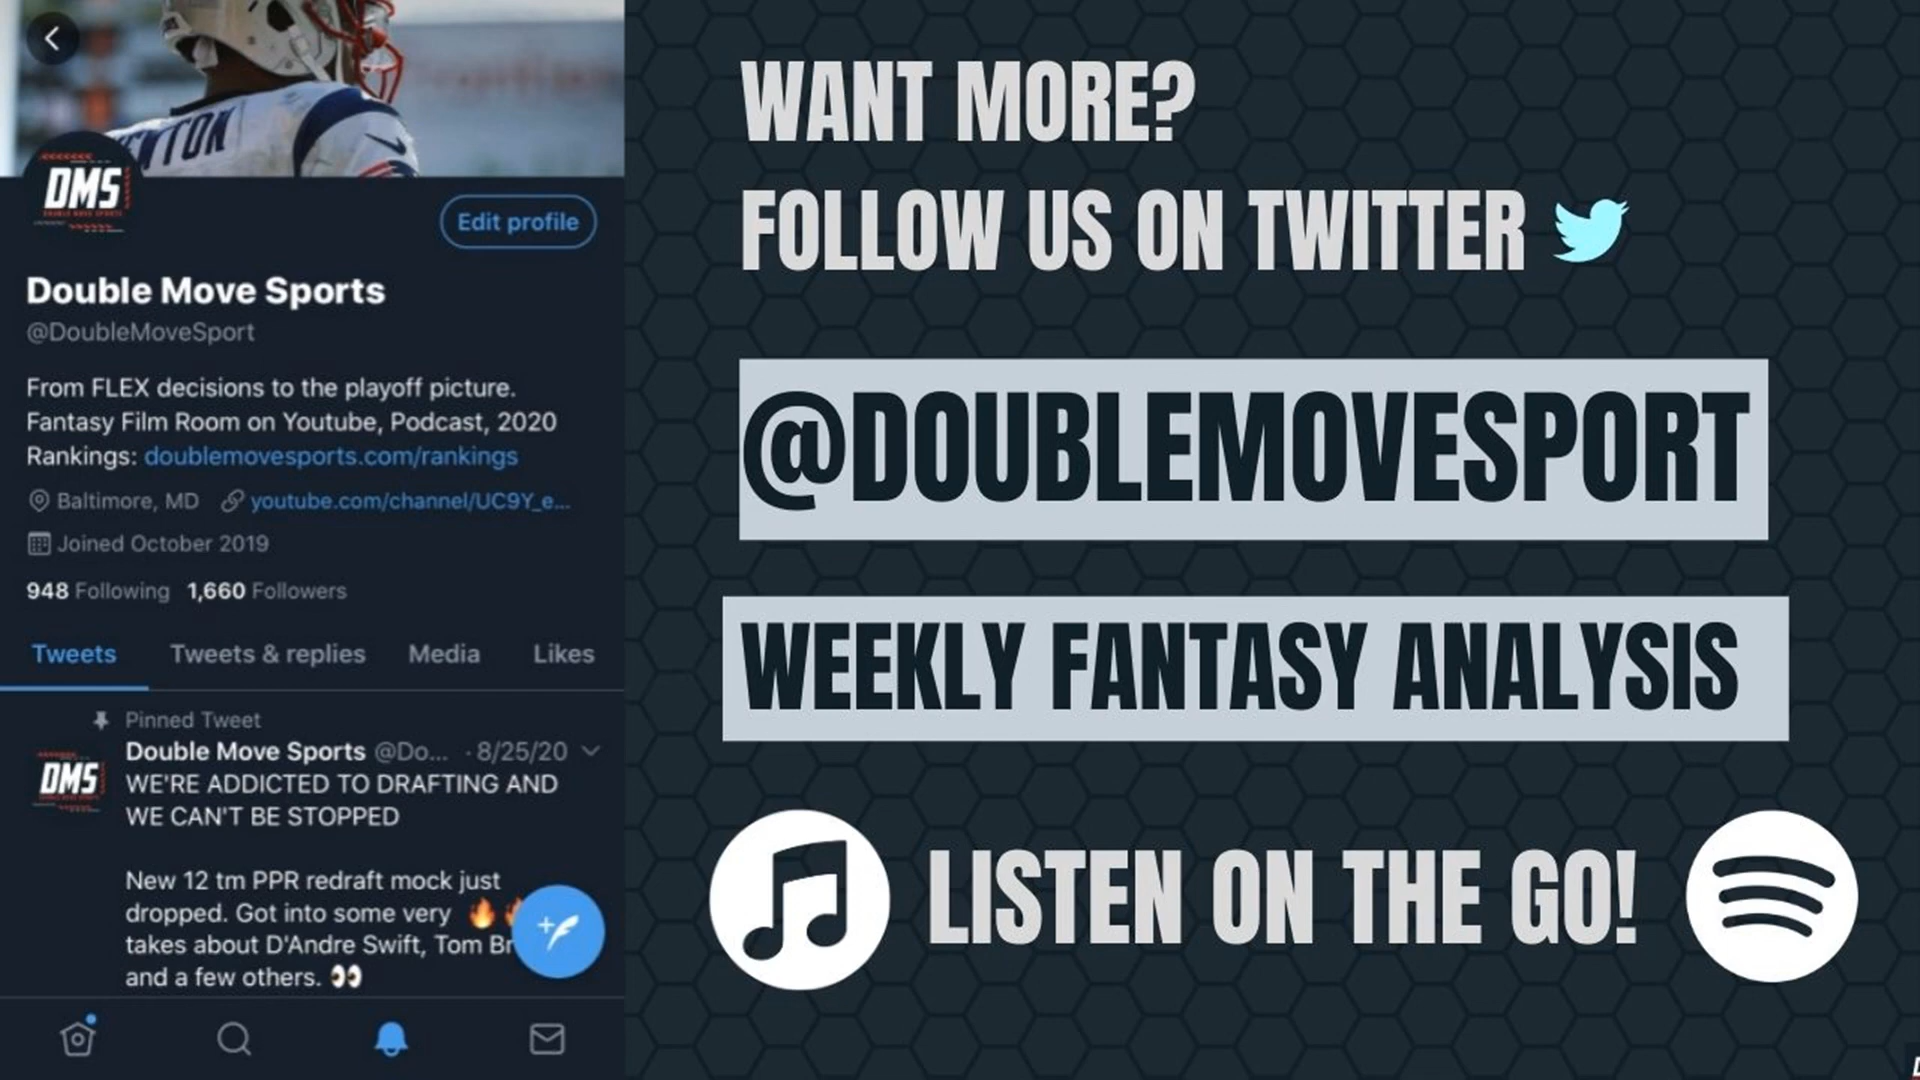 DMS
DOUBLE MOVE SPORTS
Edit profile
Double Move Sports
@DoubleMoveSport
From FLEX decisions to the playoff picture.
Fantasy Film Room on Youtube, Podcast, 2020
Rankings: doublemovesports.com/rankings
Baltimore, MD youtube.com/channel/UC9Y_e...
Joined October 2019
948 Following 1,660 Followers
Tweets Tweets & replies Media Likes
Pinned Tweet
Double Move Sports @Do... · 8/25/20
DMS
WE'RE ADDICTED TO DRAFTING AND
WE CAN'T BE STOPPED
New 12 tm PPR redraft mock just
dropped. Got into some very 🔥
takes about D'Andre Swift, Tom Br
and a few others. 👀
WANT MORE?
FOLLOW US ON TWITTER
@DOUBLEMOVESPORT
WEEKLY FANTASY ANALYSIS
LISTEN ON THE GO!